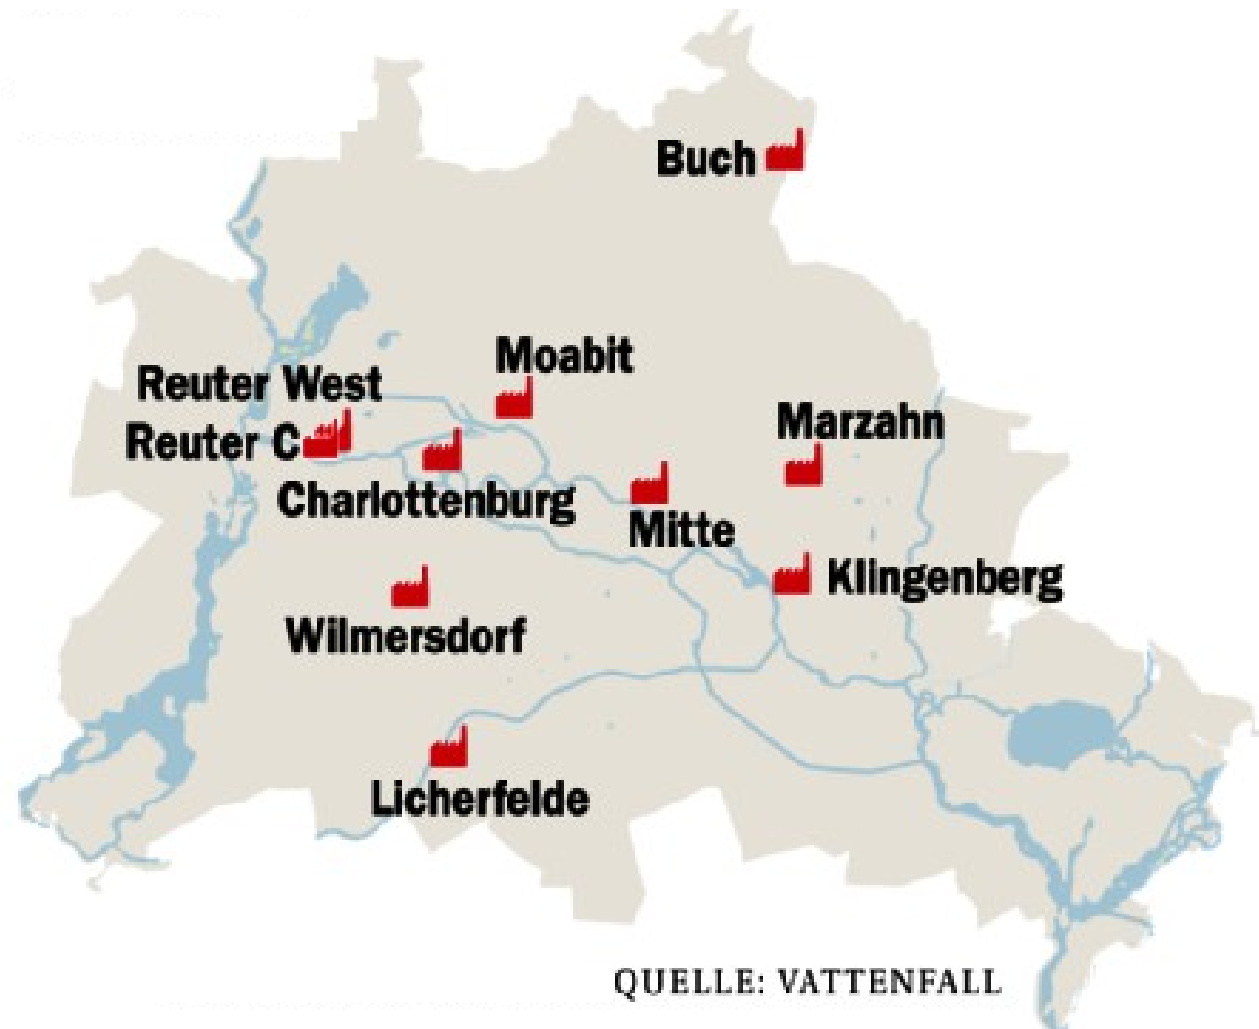 Buch
Moabit
Reuter West
Marzahn
Reuter C
Charlottenburg
Mitte
Klingenberg
Wilmersdorf
Licherfelde
QUELLE: VATTENFALL